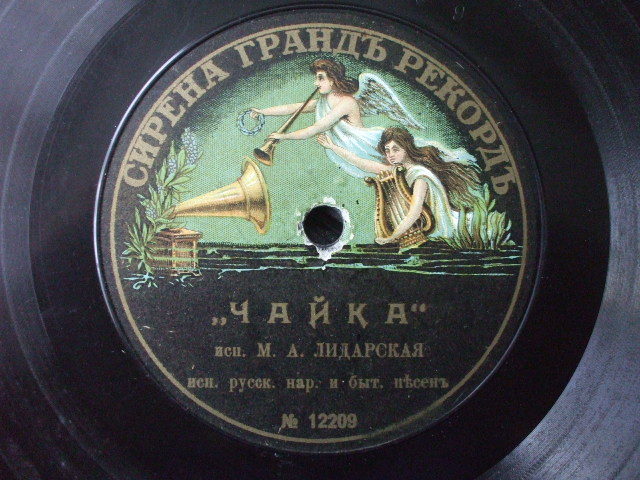 СИРЕНА ГРАНДЪ РЕКОРДЪ
„ЧАЙКА“
исп. М. А. ЛИДАРСКАЯ
исп. русск. нар. и быт. пѣсенъ
№ 12209